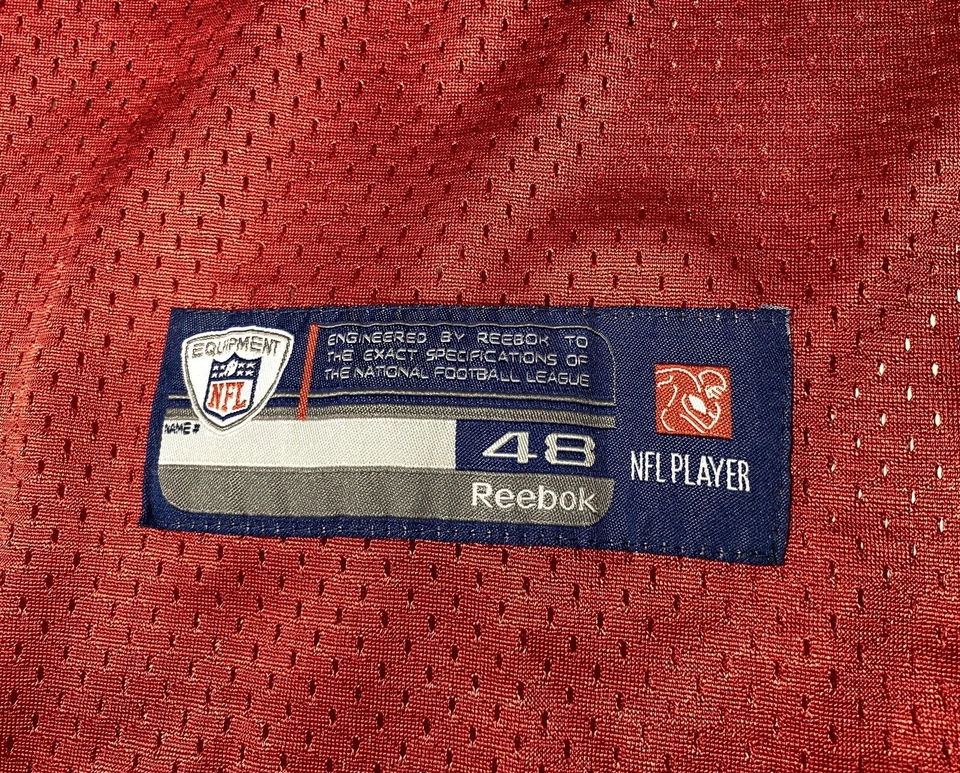 EQUIPMENT
NFL
ENGINEERED BY REEBOK TO
THE EXACT SPECIFICATIONS OF
THE NATIONAL FOOTBALL LEAGUE
NAME#
48
Reebok
NFL PLAYER